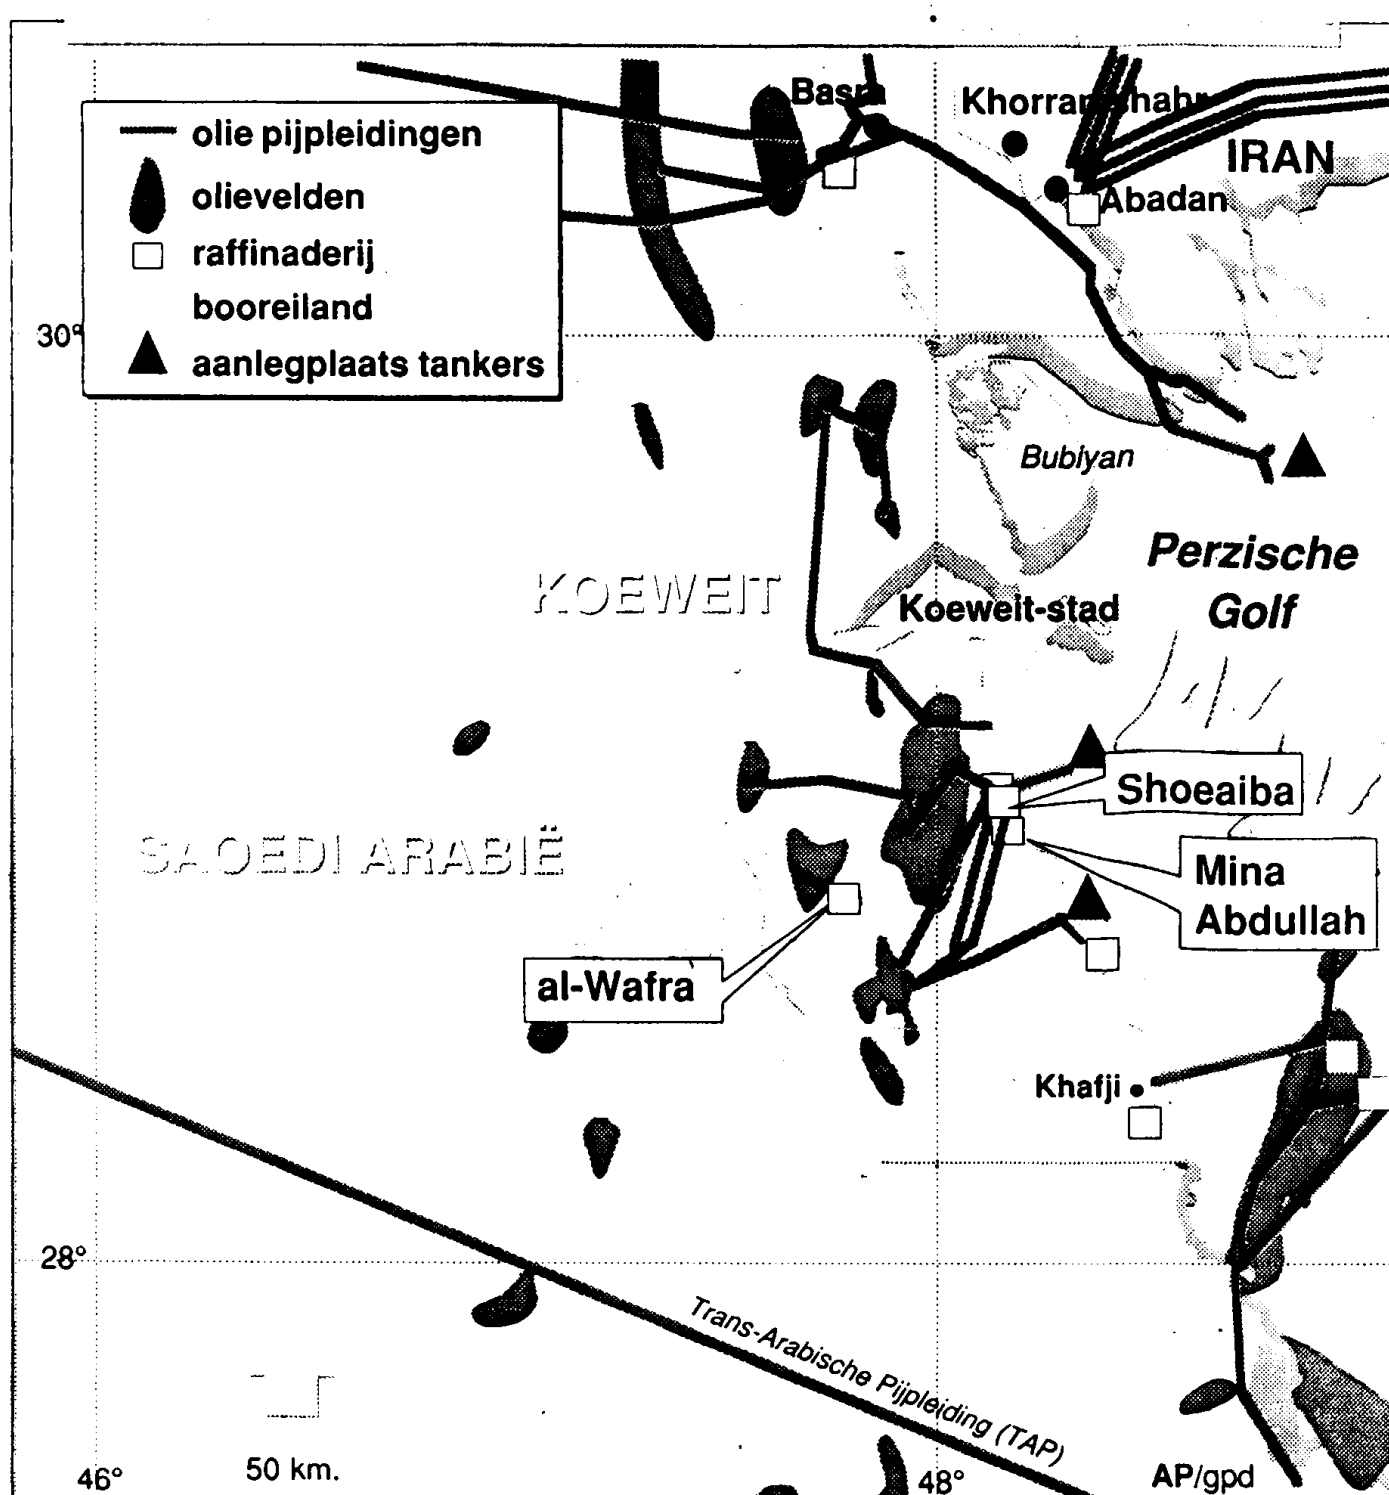 Basra
Khorramshahr
IRAN
Abadan
olie pijpleidingen
olievelden
raffinaderij
booreiland
aanlegplaats tankers
30°
Bubiyan
Perzische
Golf
KOEWEIT
Koeweit-stad
Shoeaiba
SAOEDI ARABIË
Mina
Abdullah
al-Wafra
Khafji
28°
Trans-Arabische Pijpleiding (TAP)
46°
50 km.
48°
AP/gpd